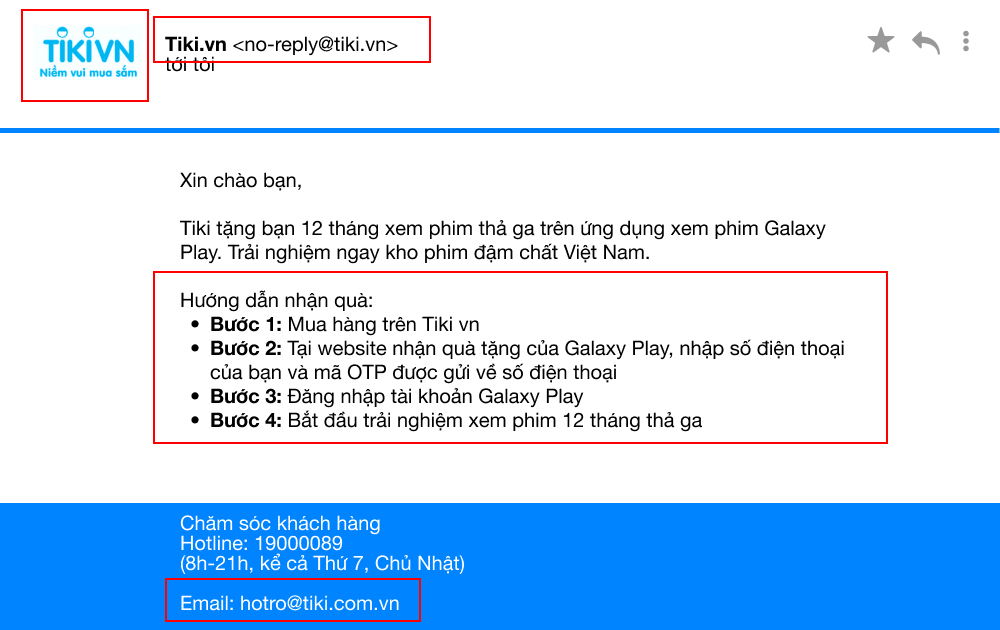 TIKIVN
Niềm vui mua sắm
Tiki.vn <no-reply@tiki.vn>
tới tôi
Xin chào bạn,
Tiki tặng bạn 12 tháng xem phim thả ga trên ứng dụng xem phim Galaxy
Play. Trải nghiệm ngay kho phim đậm chất Việt Nam.
Hướng dẫn nhận quà:
• Bước 1: Mua hàng trên Tiki vn
• Bước 2: Tại website nhận quà tặng của Galaxy Play, nhập số điện thoại
của bạn và mã OTP được gửi về số điện thoại
• Bước 3: Đăng nhập tài khoản Galaxy Play
• Bước 4: Bắt đầu trải nghiệm xem phim 12 tháng thả ga
Chăm sóc khách hàng
Hotline: 19000089
(8h-21h, kể cả Thứ 7, Chủ Nhật)
Email: hotro@tiki.com.vn